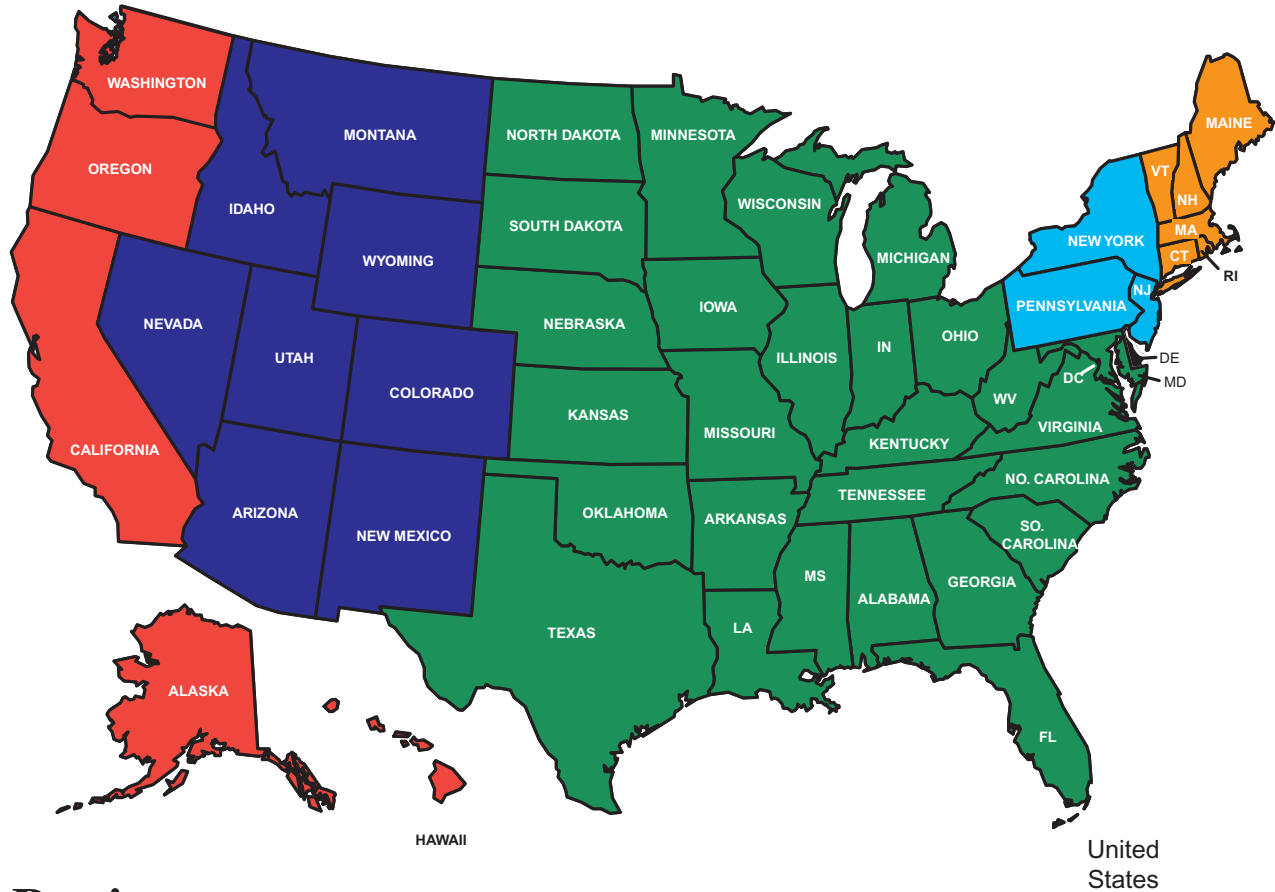 WASHINGTON
MONTANA
NORTH DAKOTA
MINNESOTA
MAINE
OREGON
VT
IDAHO
SOUTH DAKOTA
WISCONSIN
NH
MA
NEW YORK
WYOMING
MICHIGAN
CT
RI
NEVADA
NEBRASKA
IOWA
PENNSYLVANIA
NJ
UTAH
ILLINOIS
IN
OHIO
DE
COLORADO
DC
MD
KANSAS
WV
CALIFORNIA
MISSOURI
KENTUCKY
VIRGINIA
NO. CAROLINA
TENNESSEE
ARIZONA
OKLAHOMA
ARKANSAS
NEW MEXICO
SO.
CAROLINA
MS
GEORGIA
ALABAMA
TEXAS
LA
ALASKA
FL
HAWAII
United
States